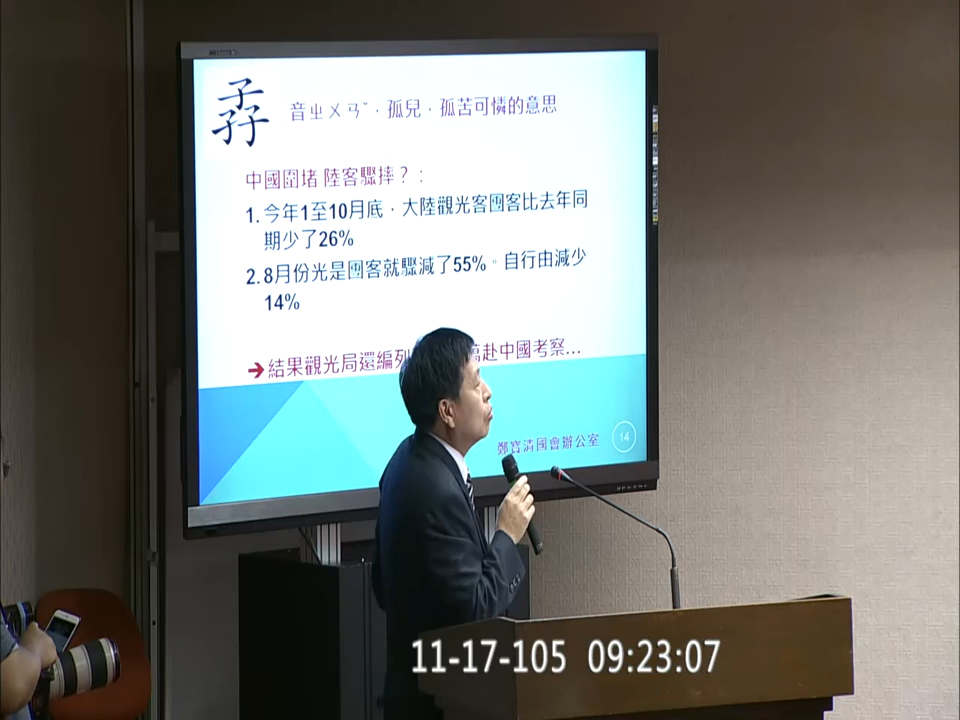 孨
音ㄓㄨㄢˇ，孤兒，孤苦可憐的意思
中國圍堵 陸客驟摔？：
1. 今年1至10月底，大陸觀光客團客比去年同
期少了26%
2. 8月份光是團客就驟減了55%。自行由減少
14%
➔結果觀光局還編列 赴中國考察...
鄭寶清國會辦公室
14
11-17-105 09:23:07